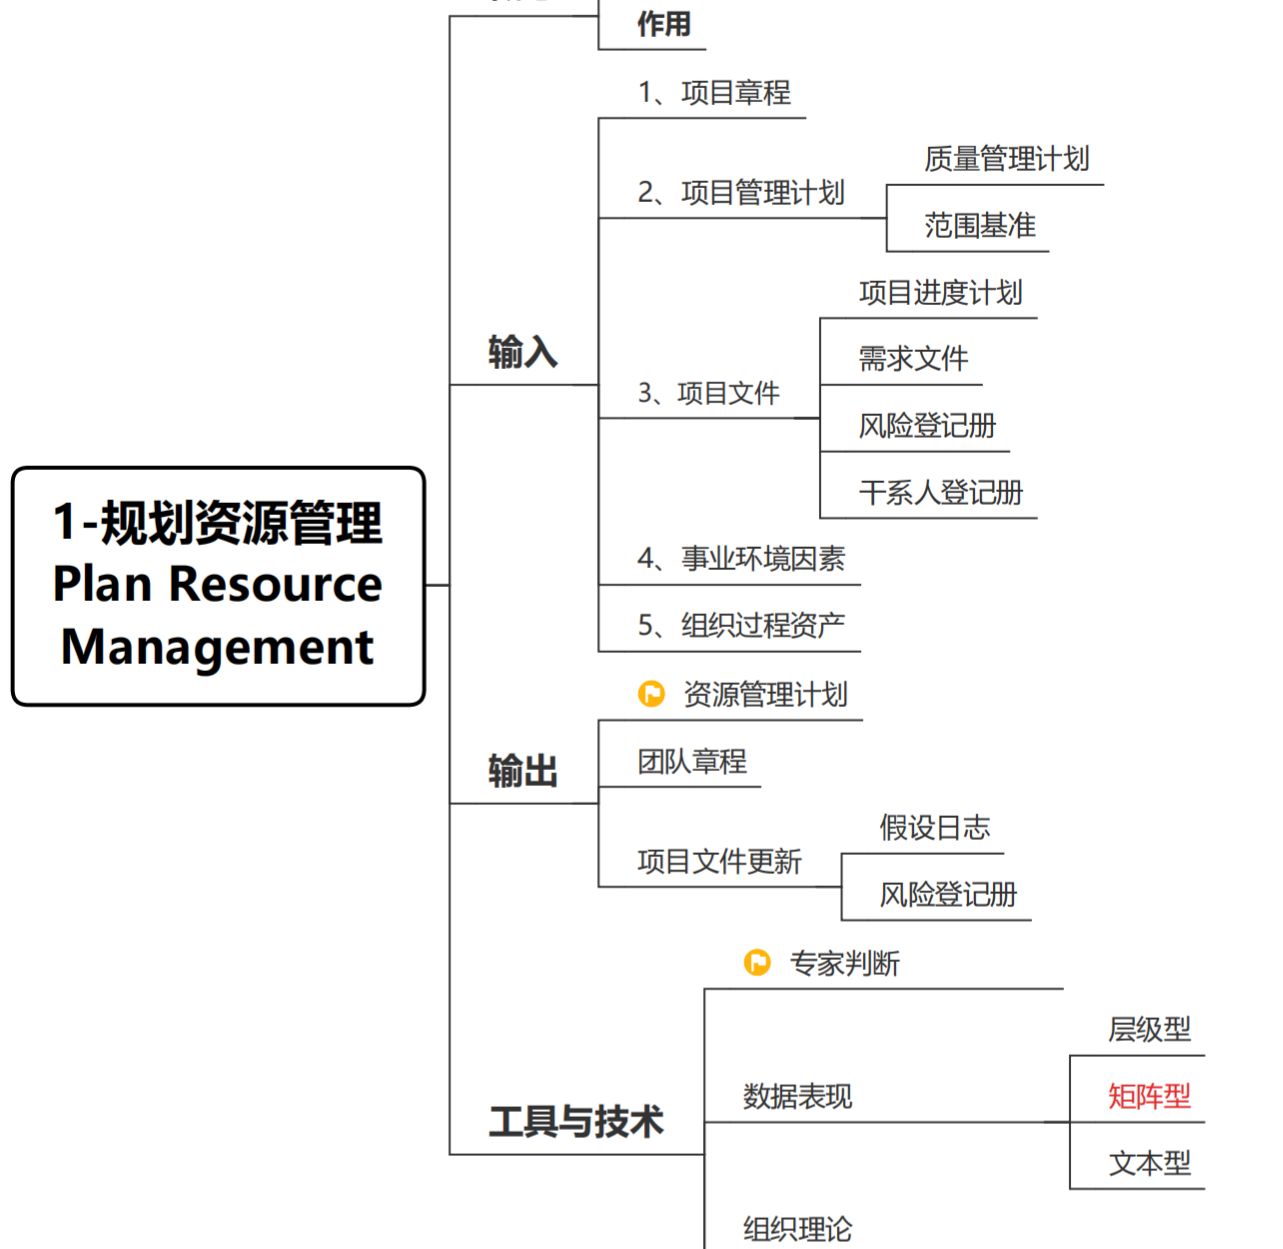 作用
1、项目章程
质量管理计划
2、项目管理计划
范围基准
项目进度计划
需求文件
输入
3、项目文件
风险登记册
干系人登记册
1-规划资源管理
Plan Resource
Management
4、事业环境因素
5、组织过程资产
资源管理计划
团队章程
输出
假设日志
项目文件更新
风险登记册
专家判断
层级型
数据表现
矩阵型
工具与技术
文本型
组织理论